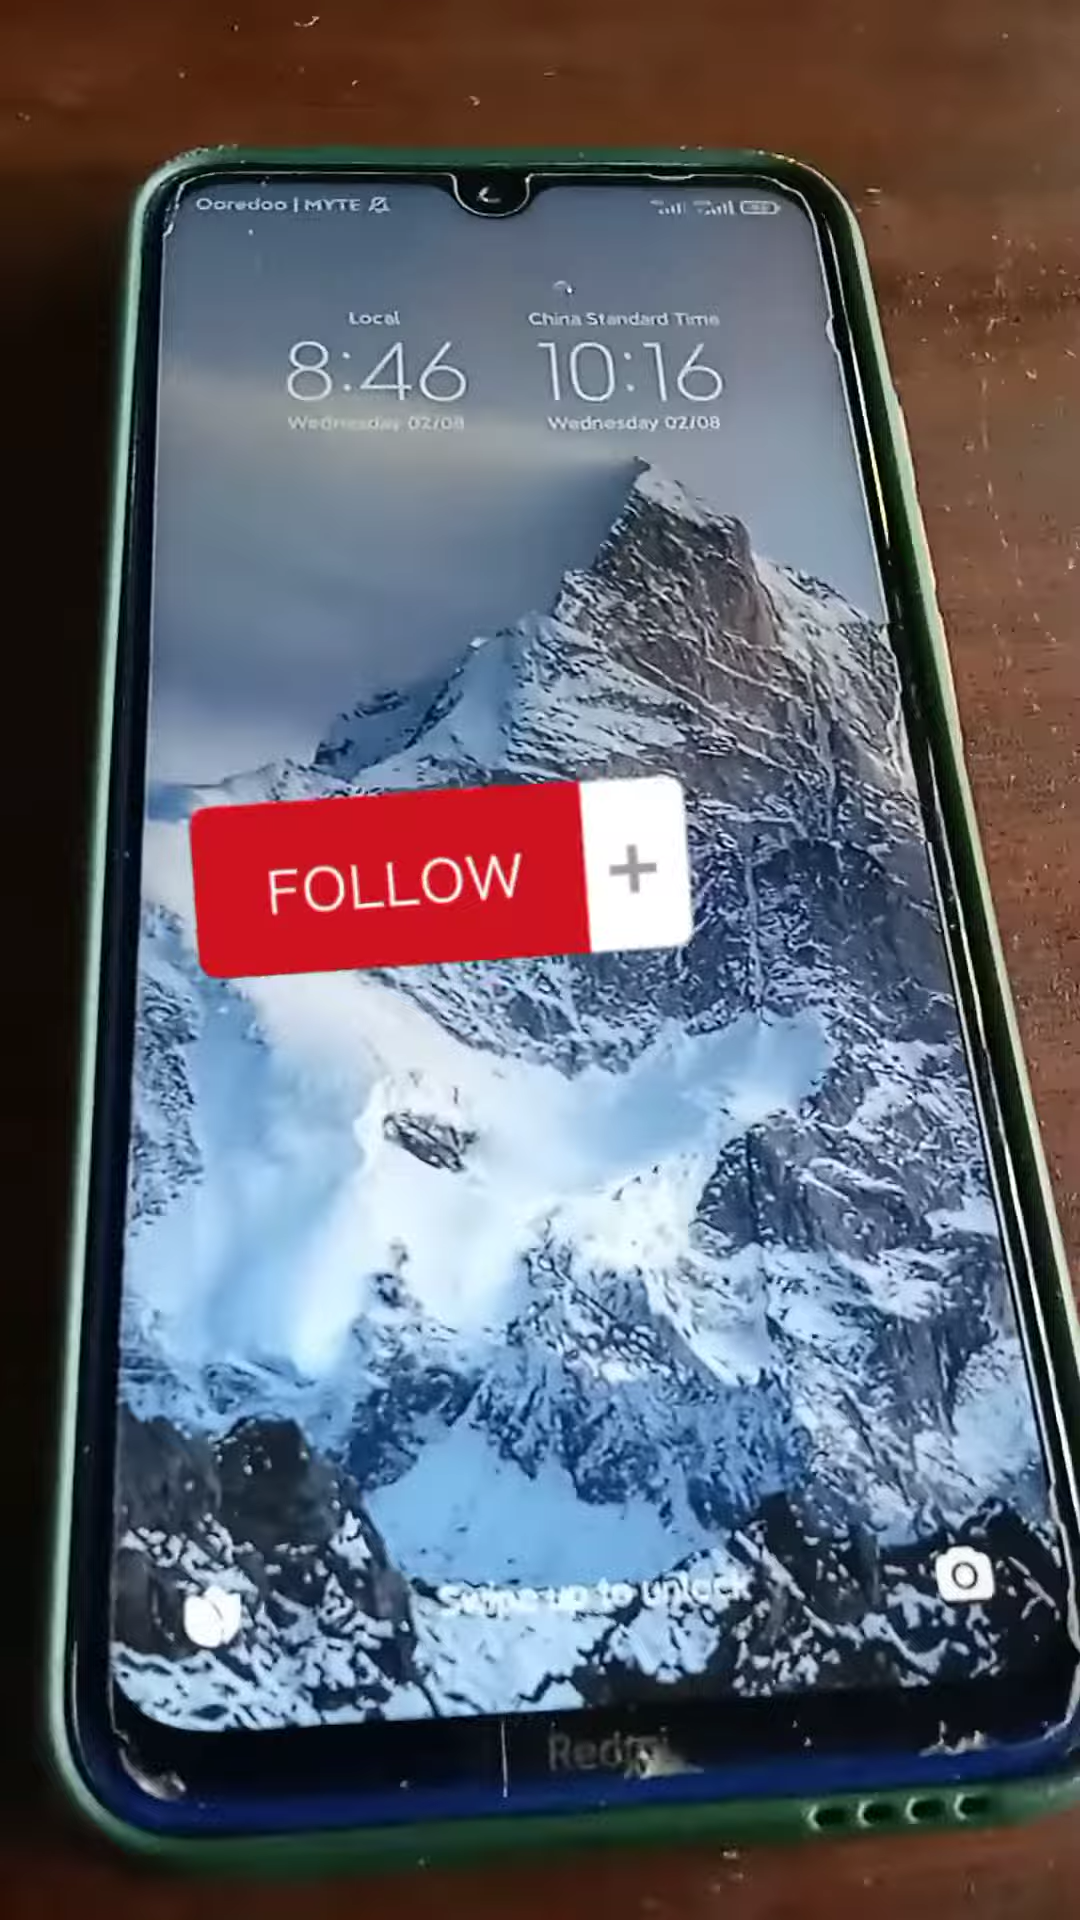 Ooredoo | MYTE
Local
China Standard Time
8:46
10:16
Wednesday 02/08
Wednesday 02/08
FOLLOW +
Swipe up to unlock
Redmi